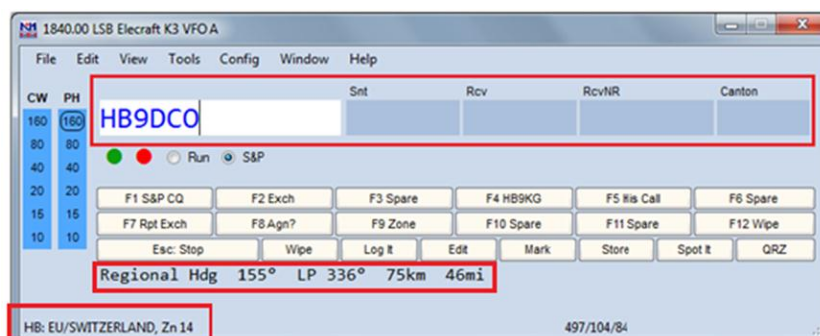 1840.00 LSB Elecraft K3 VFO A
File Edit View Tools Config Window Help
CW PH Snt Rcv RcvNR Canton
160 160 HB9DCO
80 80
40 40 Run S&P
20 20 F1 S&P CQ F2 Exch F3 Spare F4 HB9KG F5 His Call F6 Spare
15 15 F7 Rpt Exch F8 Agn? F9 Zone F10 Spare F11 Spare F12 Wipe
10 10 Esc: Stop Wipe Log It Edit Mark Store Spot It QRZ
Regional Hdg 155° LP 336° 75km 46mi
HB: EU/SWITZERLAND, Zn 14 497/104/84